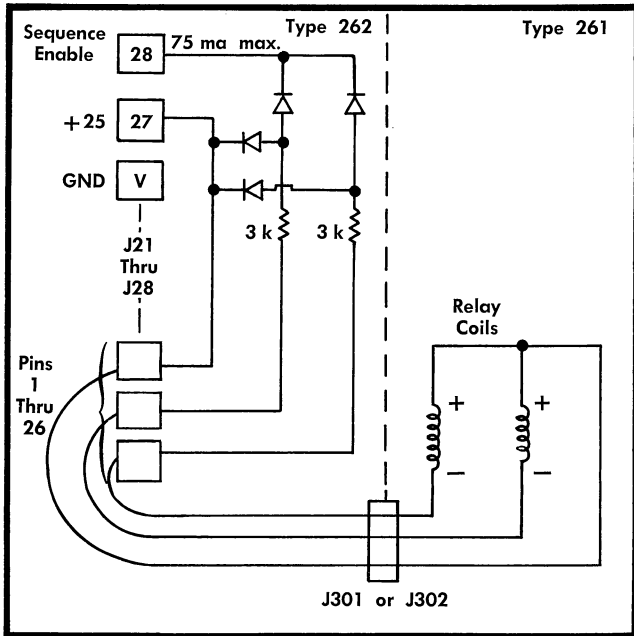 Sequence
Enable
28
75 ma max.
Type 262
Type 261
+25
27
GND
V
J21
Thru
J28
3 k
3 k
Relay
Coils
Pins
1
Thru
26
+
+
−
−
J301 or J302